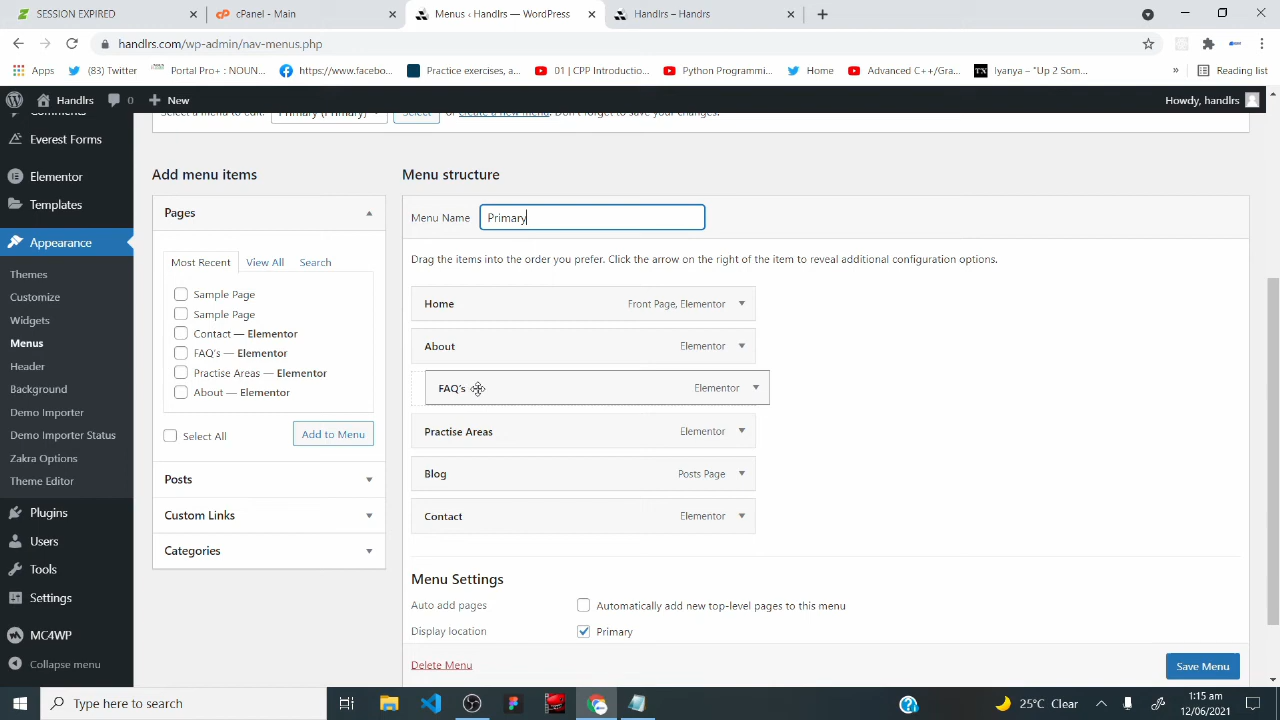 SESSION EXPIRED
cPanel - Main
Menus ‹ Handlrs — WordPress
Handlrs – Handlrs
handlrs.com/wp-admin/nav-menus.php
Apps
(83) Twitter
Portal Pro+ : NOUN...
https://www.facebo...
Practise exercises, a...
01 | CPP Introductio...
Python Programmi...
Home
Advanced C++/Gra...
Iyanya – "Up 2 Som...
Reading list
Handlrs
0
New
Howdy, handlrs
Comments
Everest Forms
Elementor
Templates
Appearance
Themes
Customize
Widgets
Menus
Header
Background
Demo Importer
Demo Importer Status
Zakra Options
Theme Editor
Plugins
Users
Tools
Settings
MC4WP
Collapse menu
Select a menu to edit: Primary (Primary) Select or create a new menu. Don't forget to save your changes.
Add menu items
Pages
Most Recent View All Search
Sample Page
Sample Page
Contact — Elementor
FAQ's — Elementor
Practise Areas — Elementor
About — Elementor
Select All
Add to Menu
Posts
Custom Links
Categories
Menu structure
Menu Name Primary
Drag the items into the order you prefer. Click the arrow on the right of the item to reveal additional configuration options.
Home Front Page, Elementor
About Elementor
FAQ's Elementor
Practise Areas Elementor
Blog Posts Page
Contact Elementor
Menu Settings
Auto add pages Automatically add new top-level pages to this menu
Display location Primary
Delete Menu
Save Menu
Type here to search
25°C Clear
1:15 am
12/06/2021